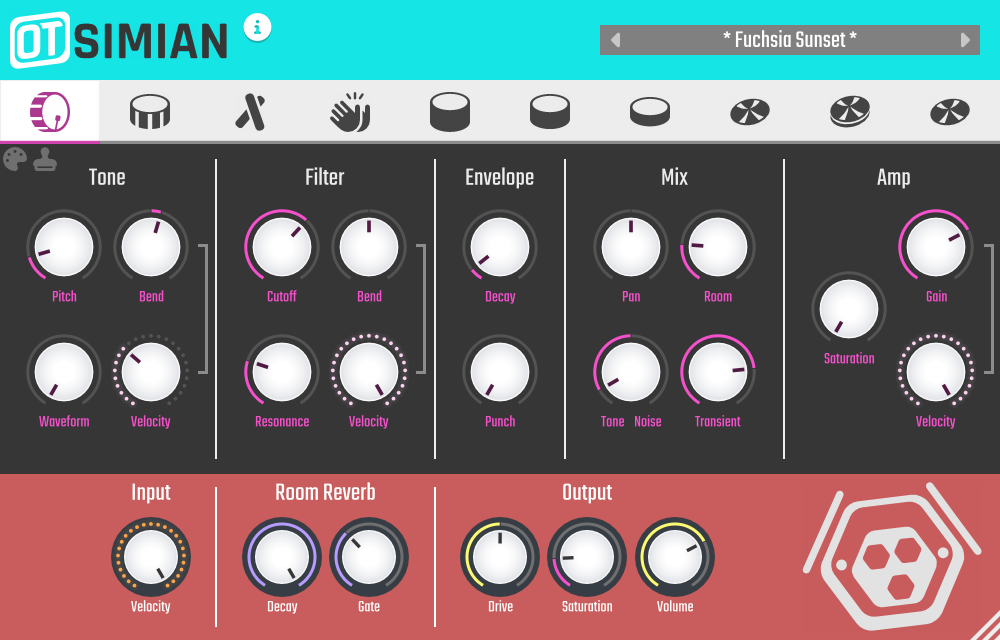 OT SIMIAN i
* Fuchsia Sunset *
Tone Filter Envelope Mix Amp
Pitch Bend Cutoff Bend Decay Pan Room Gain
Saturation
Waveform Velocity Resonance Velocity Punch Tone Noise Transient Velocity
Input Room Reverb Output
Velocity Decay Gate Drive Saturation Volume